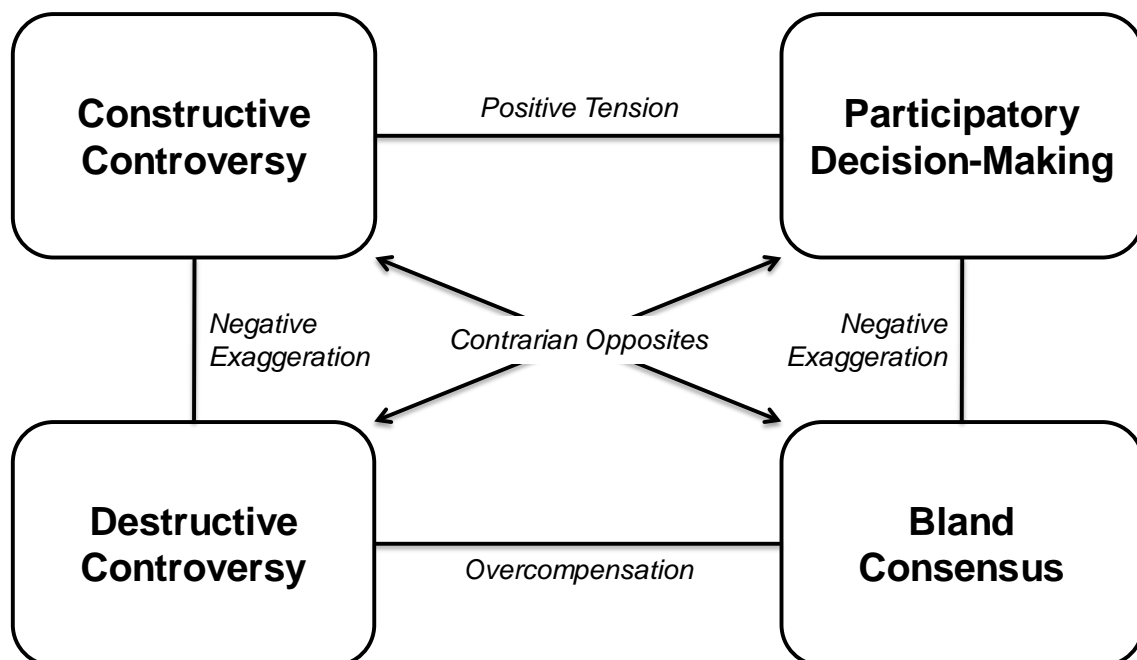 Constructive
Controversy
Positive Tension
Participatory
Decision-Making
Negative
Exaggeration
Contrarian Opposites
Negative
Exaggeration
Destructive
Controversy
Overcompensation
Bland
Consensus